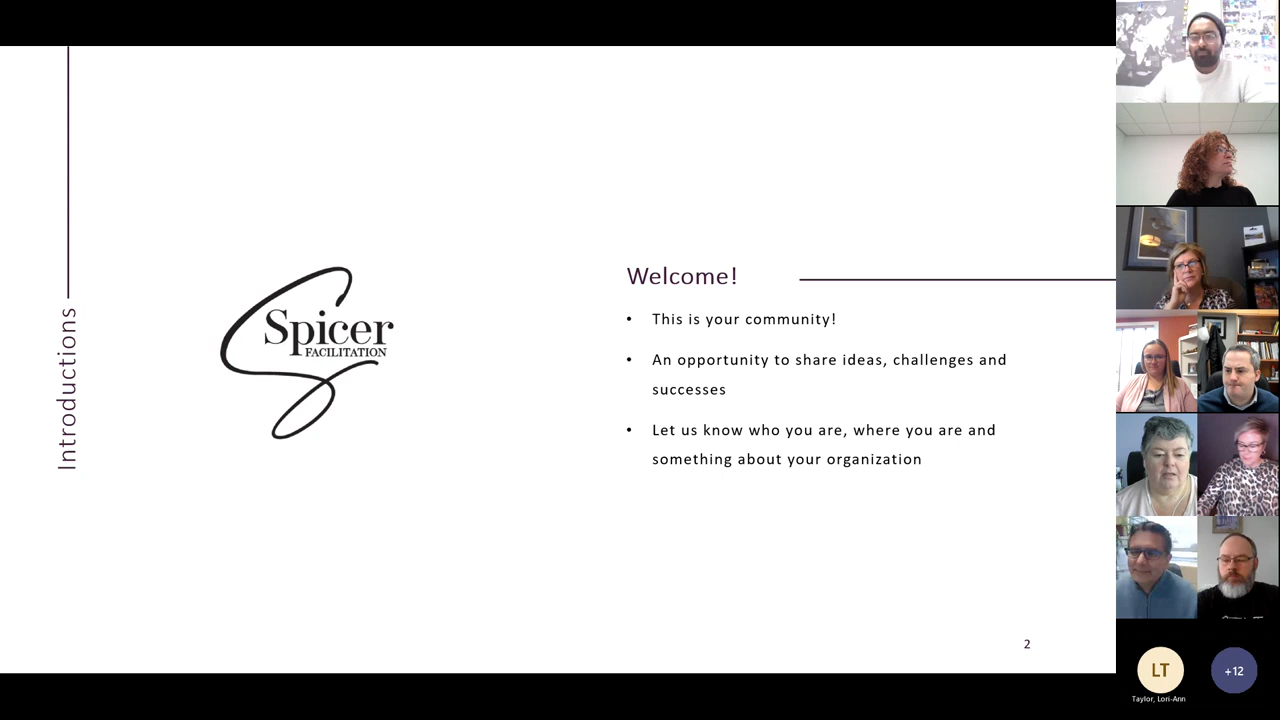 Introductions
Spicer
FACILITATION
Welcome!
• This is your community!
• An opportunity to share ideas, challenges and
successes
• Let us know who you are, where you are and
something about your organization
2
LT
Taylor, Lori-Ann
+12